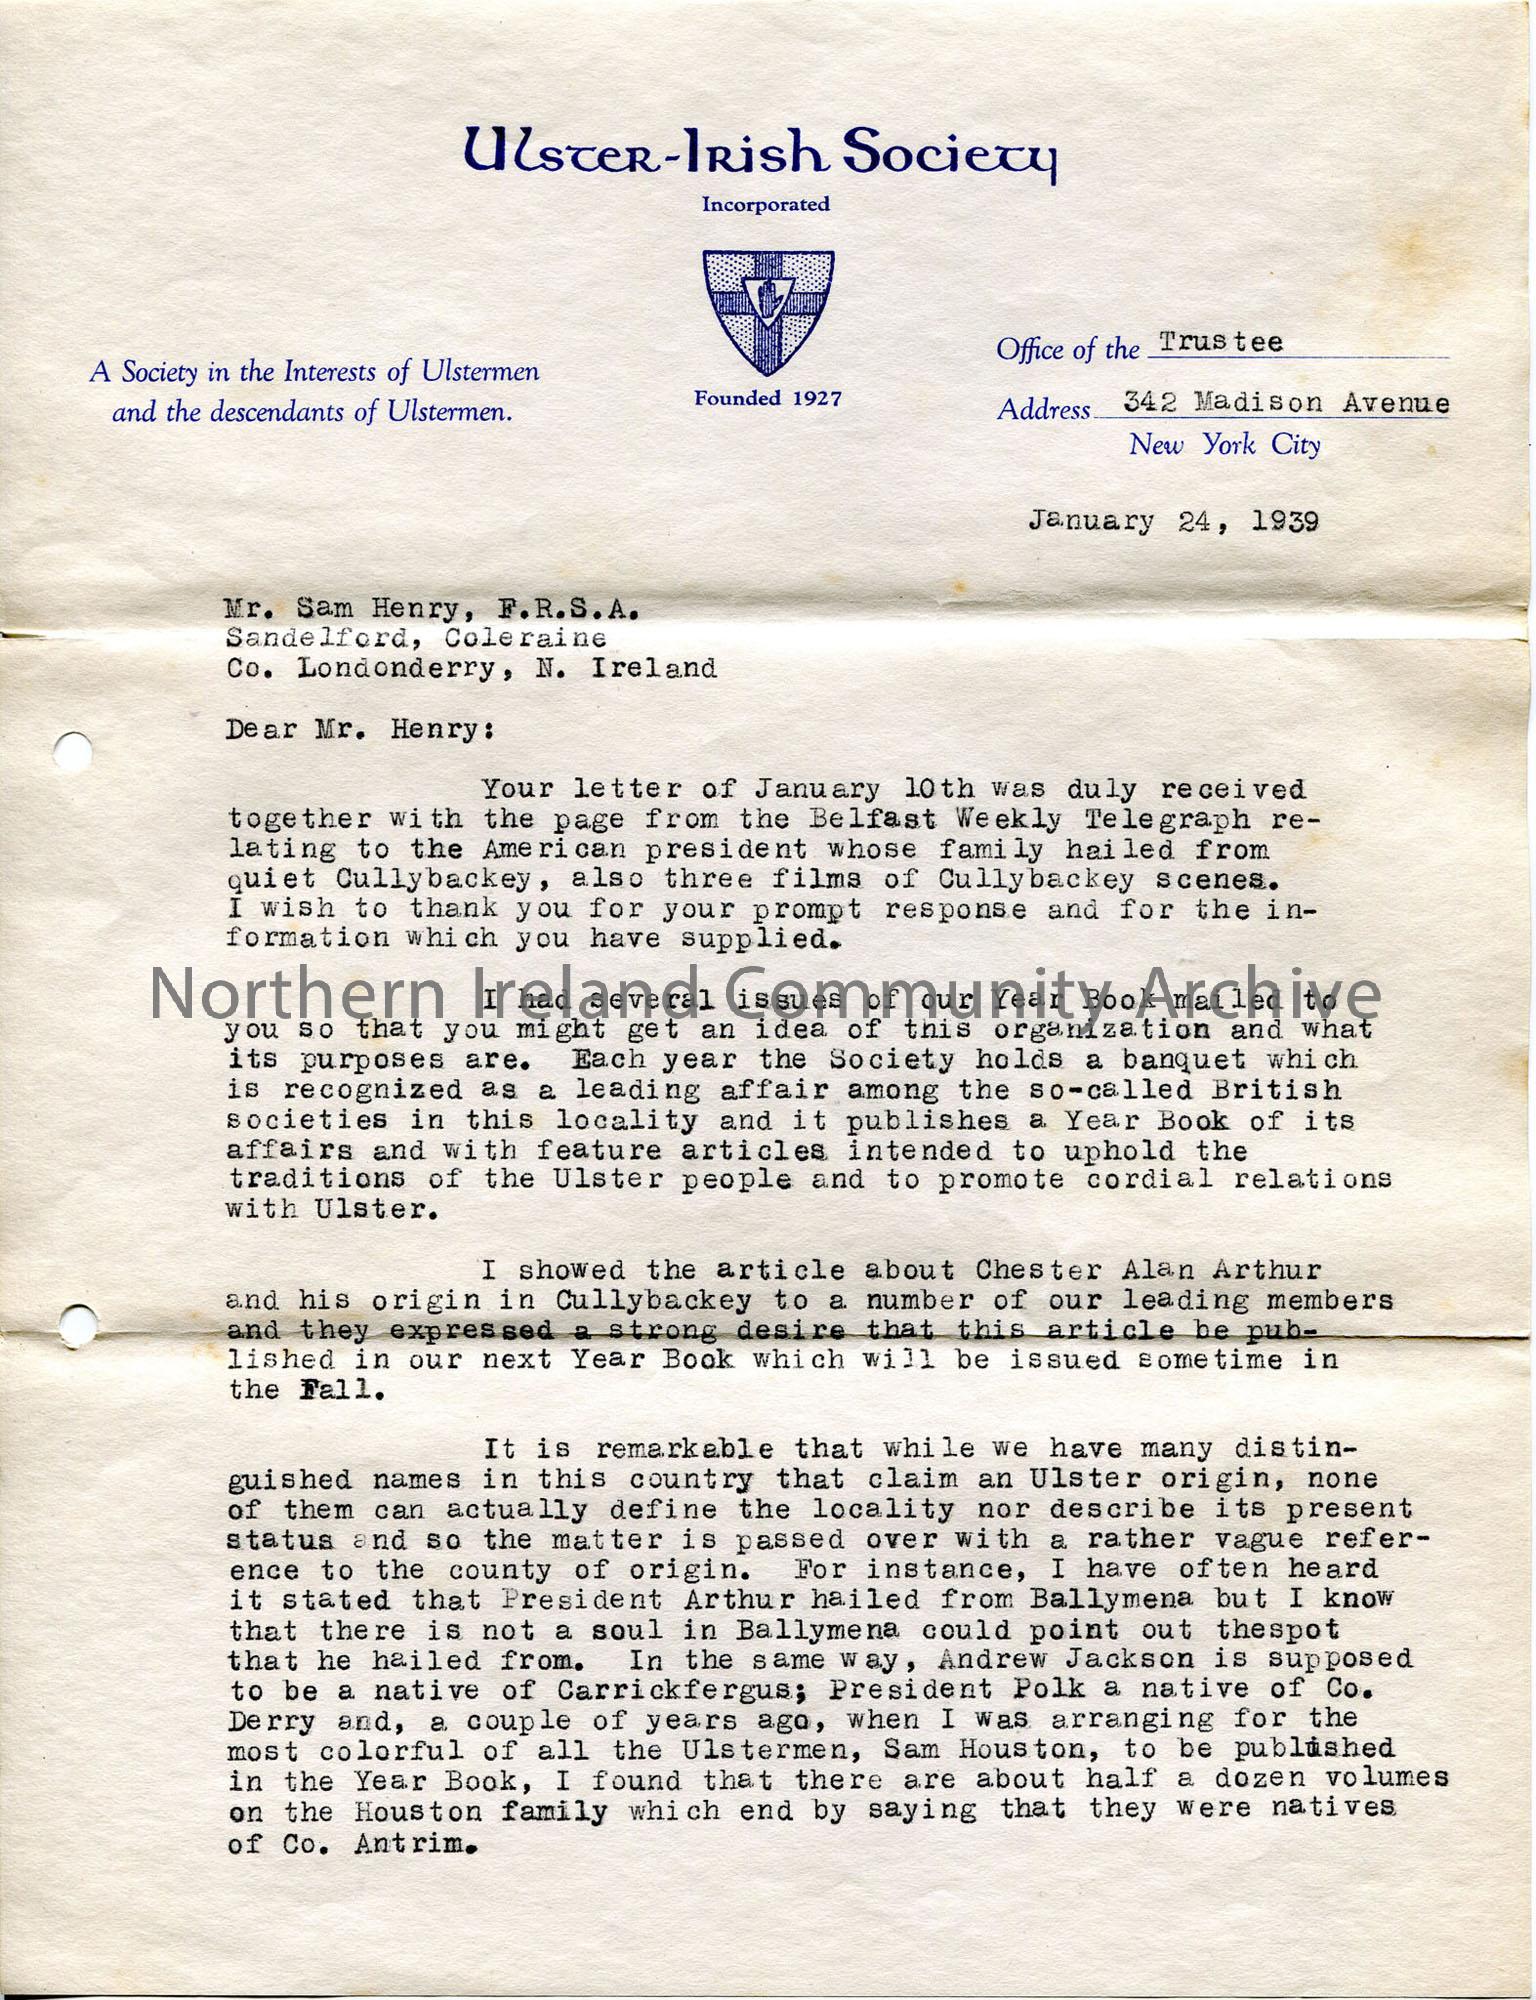 Ulster-Irish Society
Incorporated
Founded 1927
A Society in the Interests of Ulstermen
and the descendants of Ulstermen.
Office of the Trustee
Address 342 Madison Avenue
New York City
January 24, 1939
Mr. Sam Henry, F.R.S.A.
Sandelford, Coleraine
Co. Londonderry, N. Ireland
Dear Mr. Henry:
Your letter of January 10th was duly received
together with the page from the Belfast Weekly Telegraph re-
lating to the American president whose family hailed from
quiet Cullybackey, also three films of Cullybackey scenes.
I wish to thank you for your prompt response and for the in-
formation which you have supplied.
Northern Ireland Community Archive
I had several issues of our Year Book mailed to
you so that you might get an idea of this organization and what
its purposes are. Each year the Society holds a banquet which
is recognized as a leading affair among the so-called British
societies in this locality and it publishes a Year Book of its
affairs and with feature articles intended to uphold the
traditions of the Ulster people and to promote cordial relations
with Ulster.
I showed the article about Chester Alan Arthur
and his origin in Cullybackey to a number of our leading members
and they expressed a strong desire that this article be pub-
lished in our next Year Book which will be issued sometime in
the Fall.
It is remarkable that while we have many distin-
guished names in this country that claim an Ulster origin, none
of them can actually define the locality nor describe its present
status and so the matter is passed over with a rather vague refer-
ence to the county of origin. For instance, I have often heard
it stated that President Arthur hailed from Ballymena but I know
that there is not a soul in Ballymena could point out thespot
that he hailed from. In the same way, Andrew Jackson is supposed
to be a native of Carrickfergus; President Polk a native of Co.
Derry and, a couple of years ago, when I was arranging for the
most colorful of all the Ulstermen, Sam Houston, to be published
in the Year Book, I found that there are about half a dozen volumes
on the Houston family which end by saying that they were natives
of Co. Antrim.